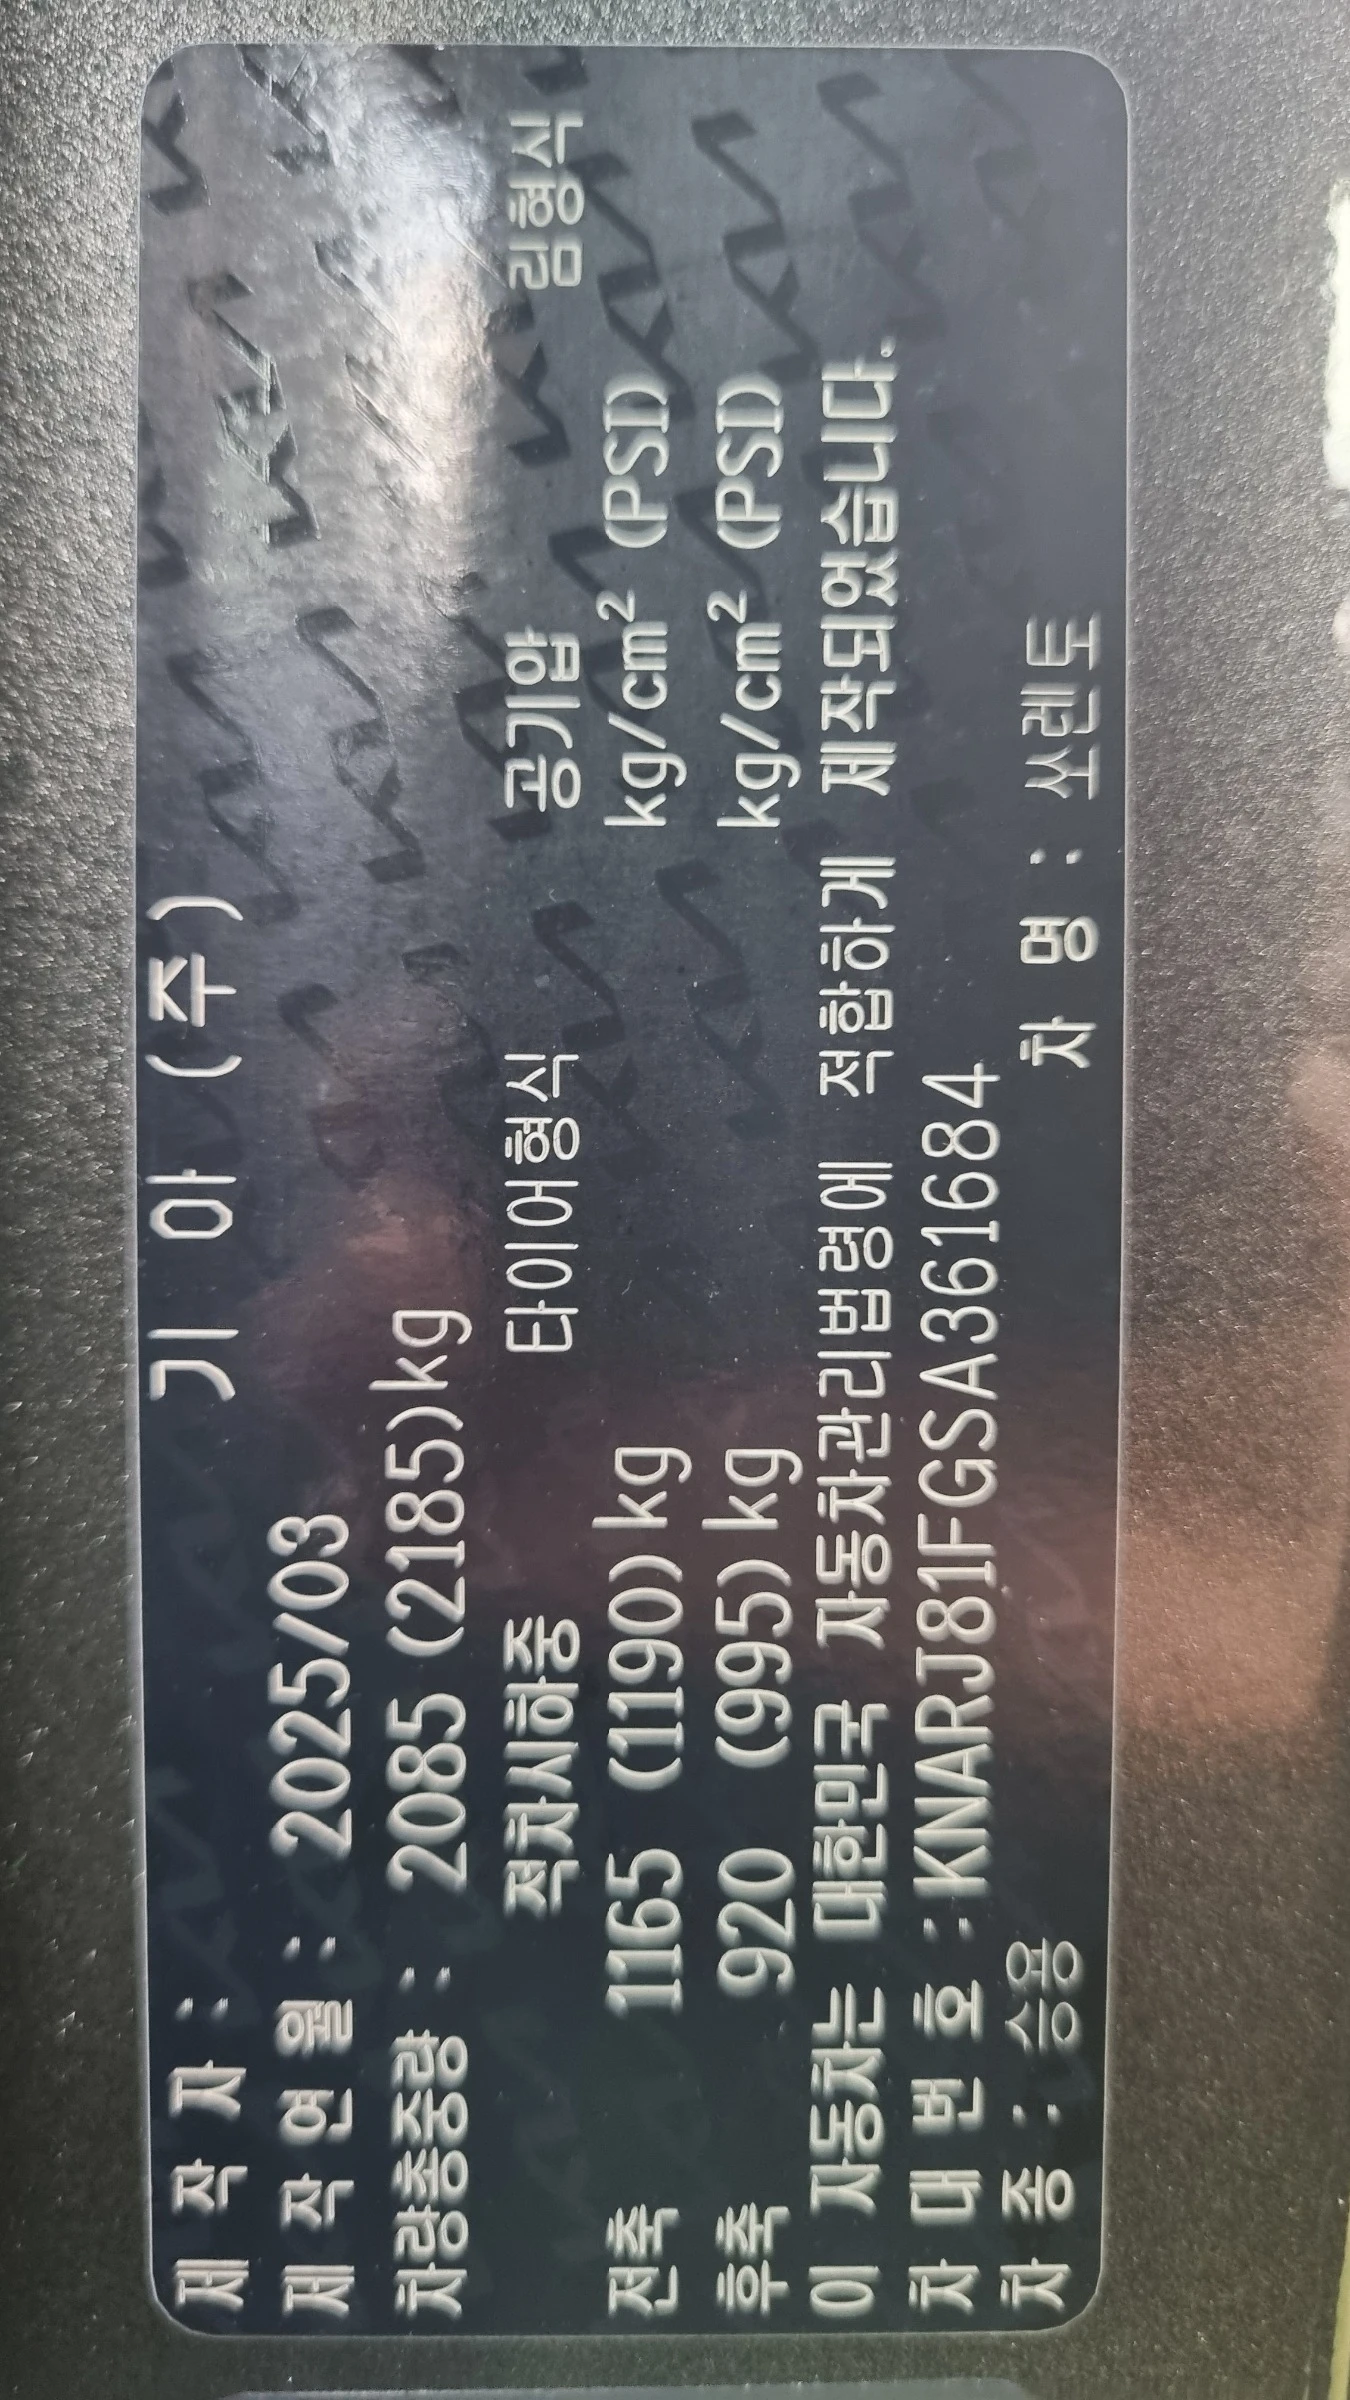 제 작 자 : 기 아 (주)
제 작 연 월 : 2025/03
차량총중량 : 2085 (2185)kg
적차시하중 타이어형식 공기압 림형식
전축 1165 (1190) kg kg/cm² (PSI)
후축 920 (995) kg kg/cm² (PSI)
이 자동차는 대한민국 자동차관리법령에 적합하게 제작되었습니다.
차 대 번 호 : KNARJ81FGSA361684
차 종 : 승용 차 명 : 쏘렌토